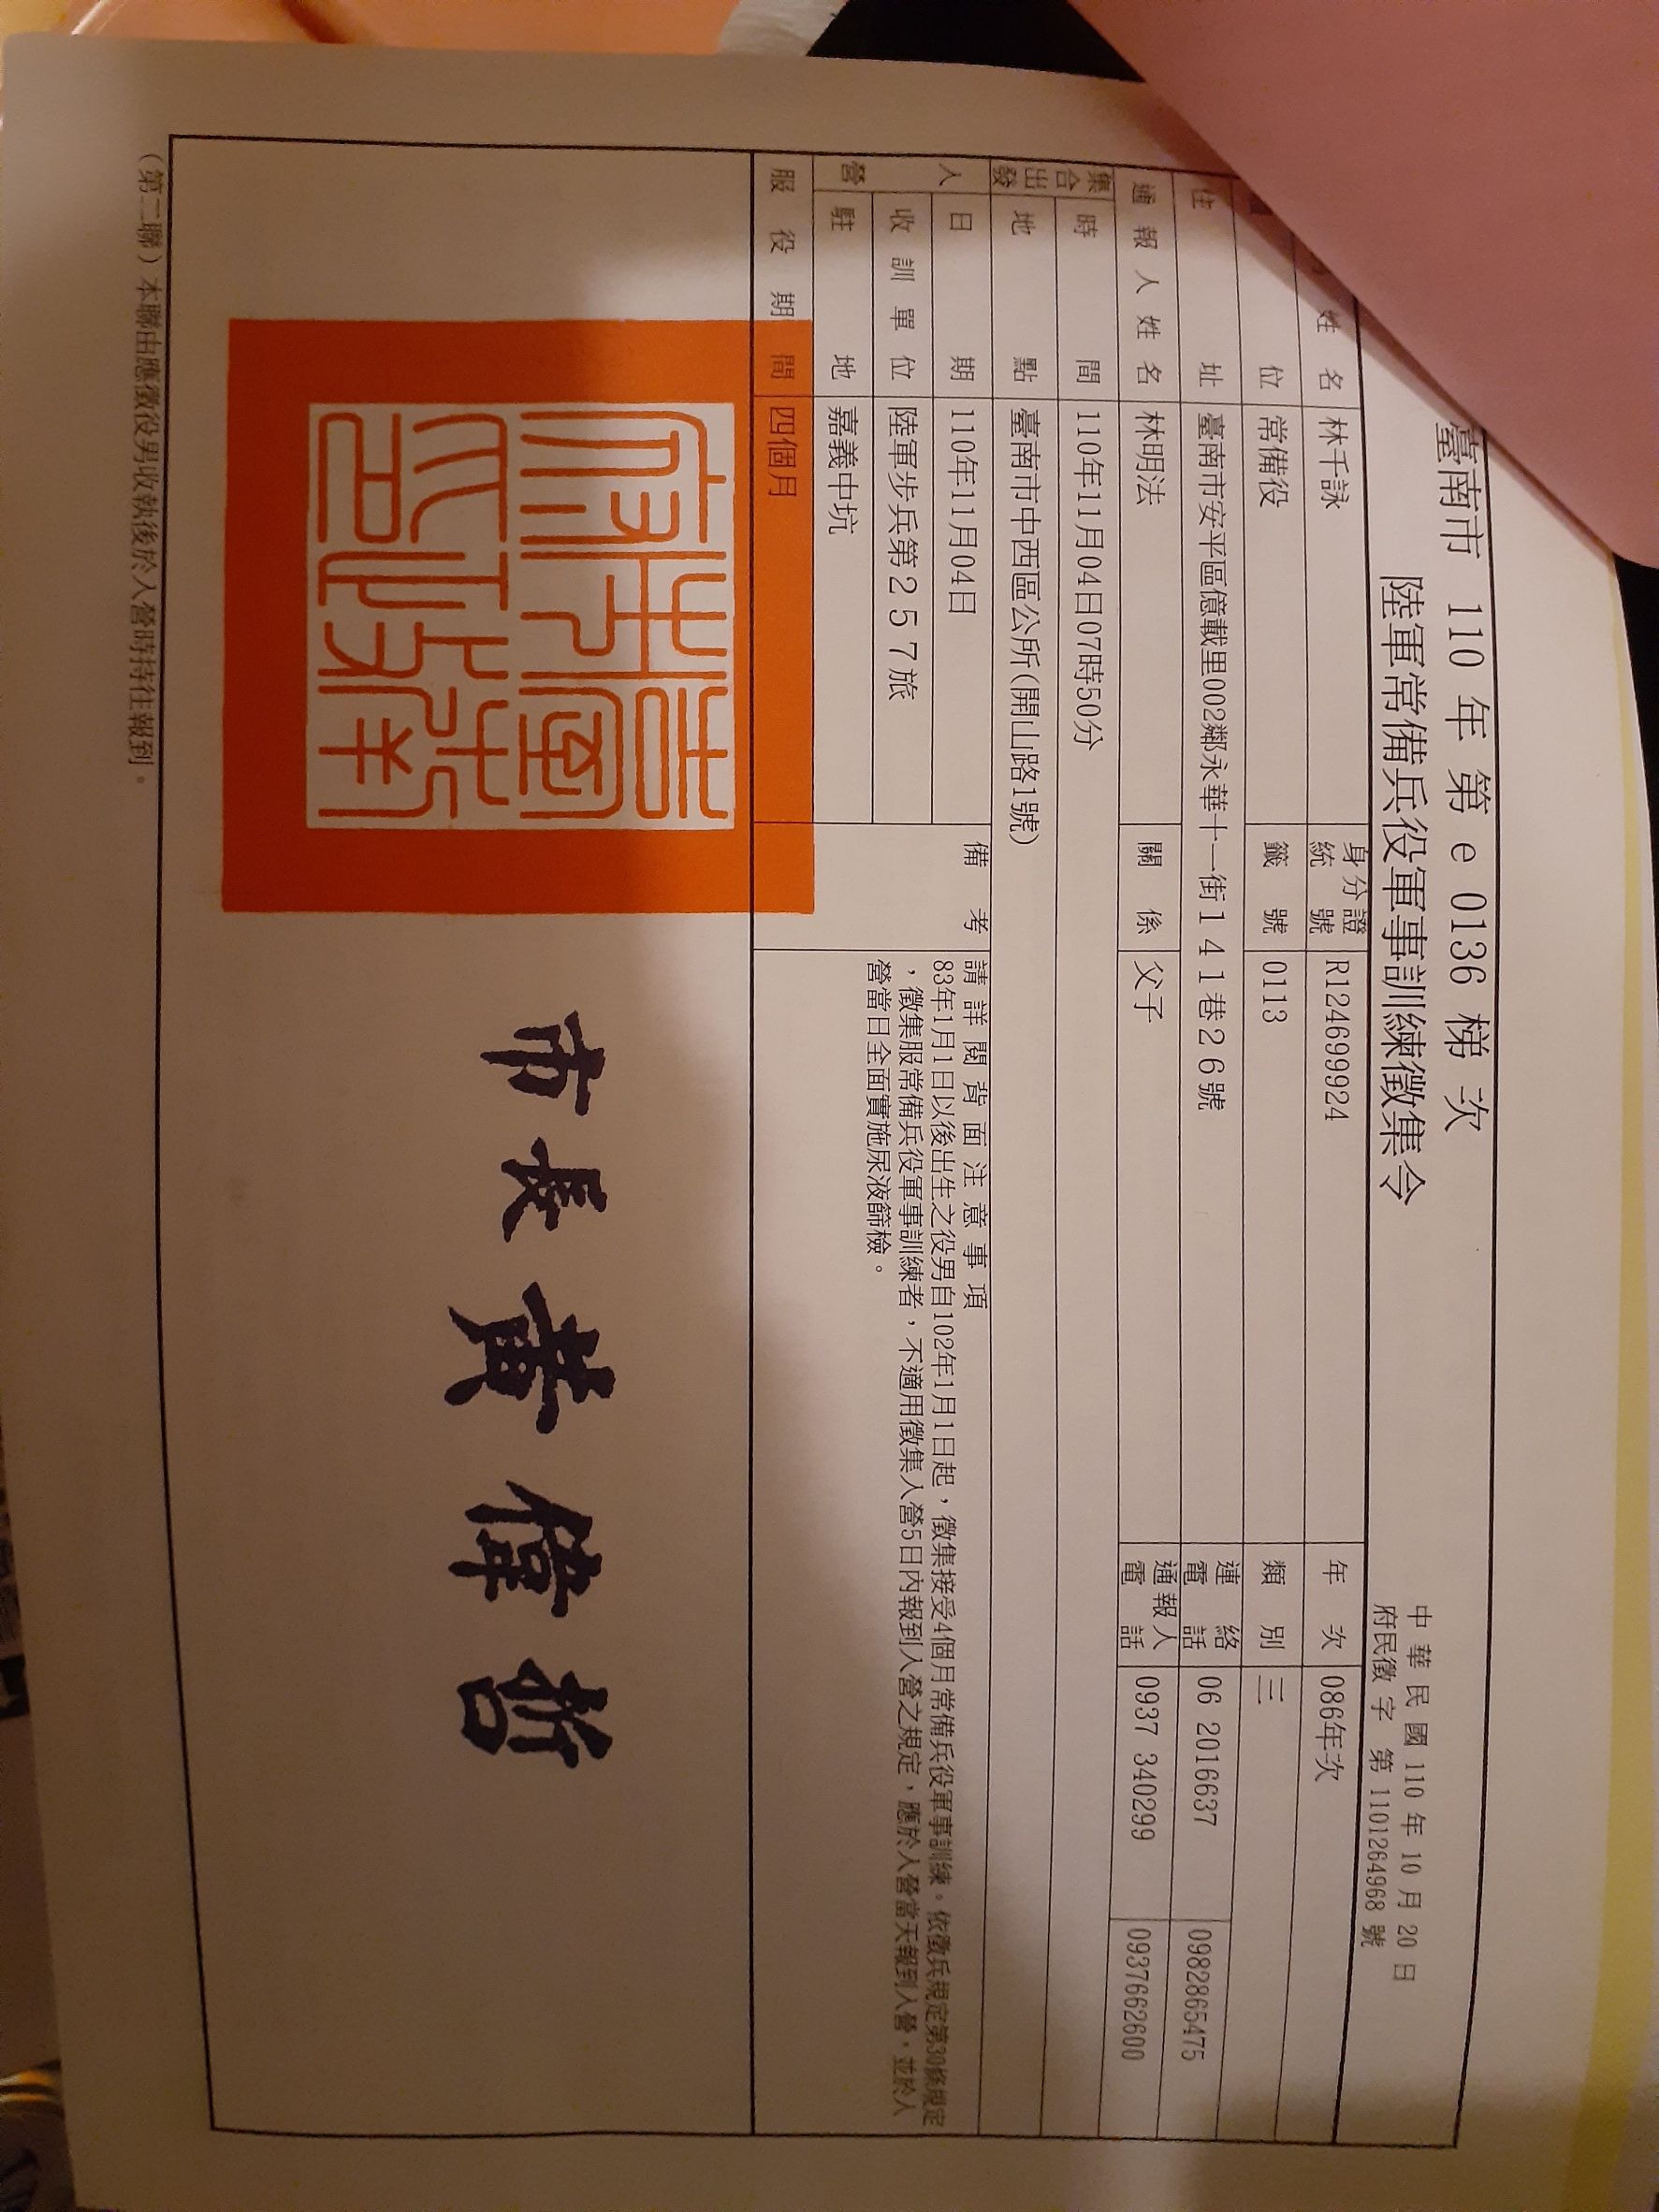 臺南市 110 年 第 e 0136 梯 次
陸軍常備兵役軍事訓練徵集令
中華民國110年10月20日
府民徵字 第 1101264968 號
姓名 林千詠 身分證統號 R124699924 年次 086年次
位 常備役 籤號 0113 類別 三
住址 臺南市安平區億載里002鄰永華十一街141巷26號 連絡電話 06 2016637 0982865475
通報人姓名 林明法 關係 父子 通報人電話 0937 340299 0937662600
集合出發 時間 110年11月04日07時50分
地點 臺南市中西區公所(開山路1號)
入營 日期 110年11月04日
收訓單位 陸軍步兵第257旅
駐地 嘉義中坑
服役期間 四個月
備考 請詳閱背面注意事項
83年1月1日以後出生之役男自102年1月1日起，徵集接受4個月常備兵役軍事訓練。依徵兵規定第30條規定
，徵集服常備兵役軍事訓練者，不適用徵集入營5日內報到入營之規定，應於入營當天報到入營，並於入
營當日全面實施尿液篩檢。
臺南市政府印
市長黃偉哲
（第二聯）本聯由應徵役男收執後於入營時持往報到。